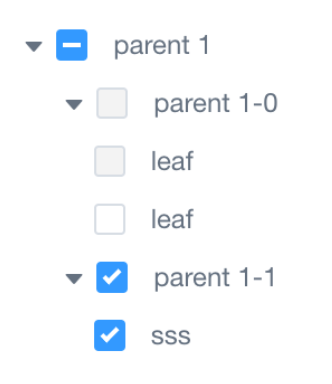 parent 1
parent 1-0
leaf
leaf
parent 1-1
sss